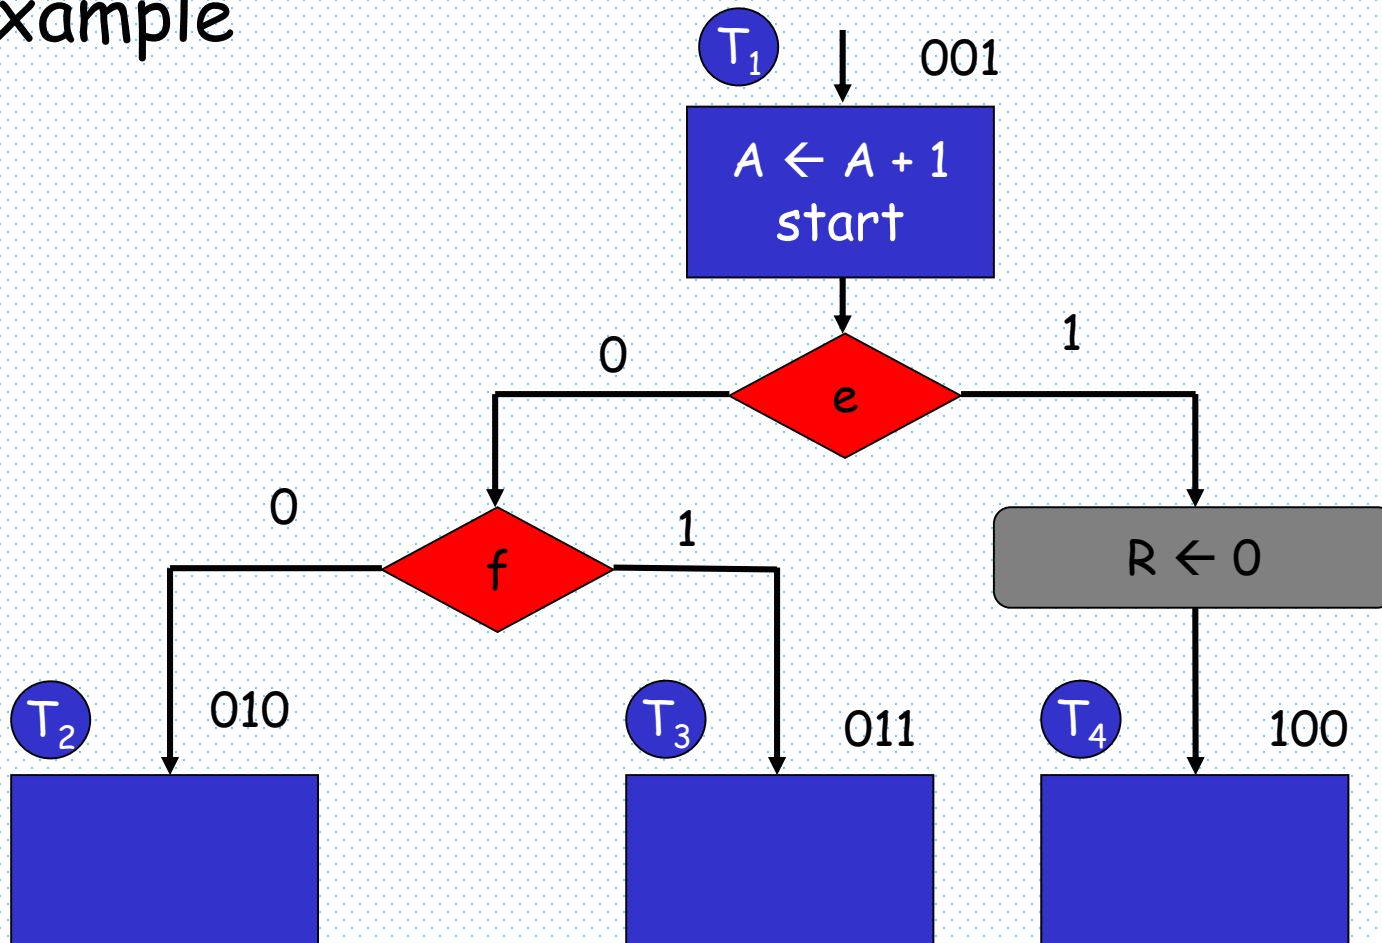 xample
T₁
001
A ← A + 1
start
0
1
e
0
1
f
R ← 0
T₂
010
T₃
011
T₄
100